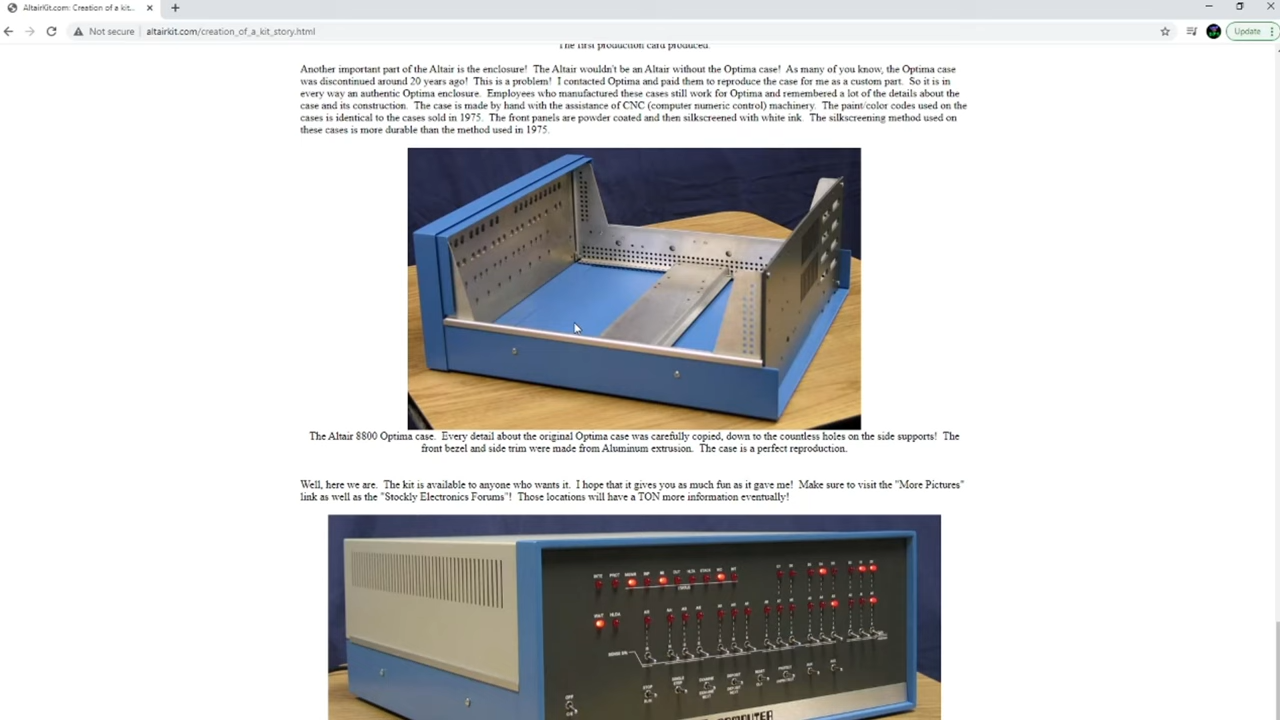 AltairKit.com: Creation of a kit...
Not secure
altairkit.com/creation_of_a_kit_story.html
Update
The first production card produced.
Another important part of the Altair is the enclosure! The Altair wouldn't be an Altair without the Optima case! As many of you know, the Optima case
was discontinued around 20 years ago! This is a problem! I contacted Optima and paid them to reproduce the case for me as a custom part. So it is in
every way an authentic Optima enclosure. Employees who manufactured these cases still work for Optima and remembered a lot of the details about the
case and its construction. The case is made by hand with the assistance of CNC (computer numeric control) machinery. The paint/color codes used on the
cases is identical to the cases sold in 1975. The front panels are powder coated and then silkscreened with white ink. The silkscreening method used on
these cases is more durable than the method used in 1975.
The Altair 8800 Optima case. Every detail about the original Optima case was carefully copied, down to the countless holes on the side supports! The
front bezel and side trim were made from Aluminum extrusion. The case is a perfect reproduction.
Well, here we are. The kit is available to anyone who wants it. I hope that it gives you as much fun as it gave me! Make sure to visit the "More Pictures"
link as well as the "Stockly Electronics Forums"! Those locations will have a TON more information eventually!
WAIT HLDA
OFF
COMPUTER